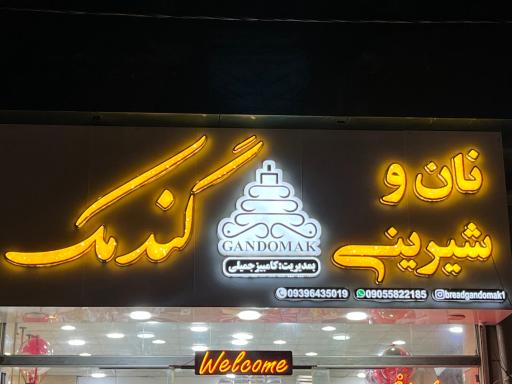 نان و
شیرینی
گندمک
GANDOMAK
بمدیریت: کامبیز جمیلی
09396435019 09055822185 breadgandomak1
Welcome